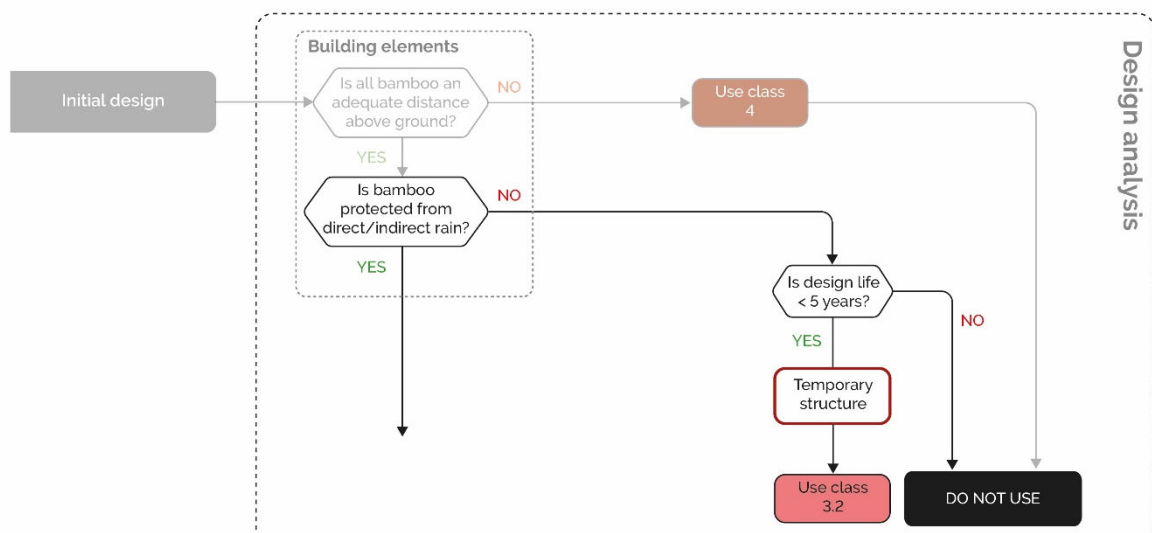 Building elements
Initial design
Is all bamboo an
adequate distance
above ground?
NO
Use class
4
YES
Is bamboo
protected from
direct/indirect rain?
NO
YES
Is design life
< 5 years?
NO
YES
Temporary
structure
Use class
3.2
DO NOT USE
Design analysis